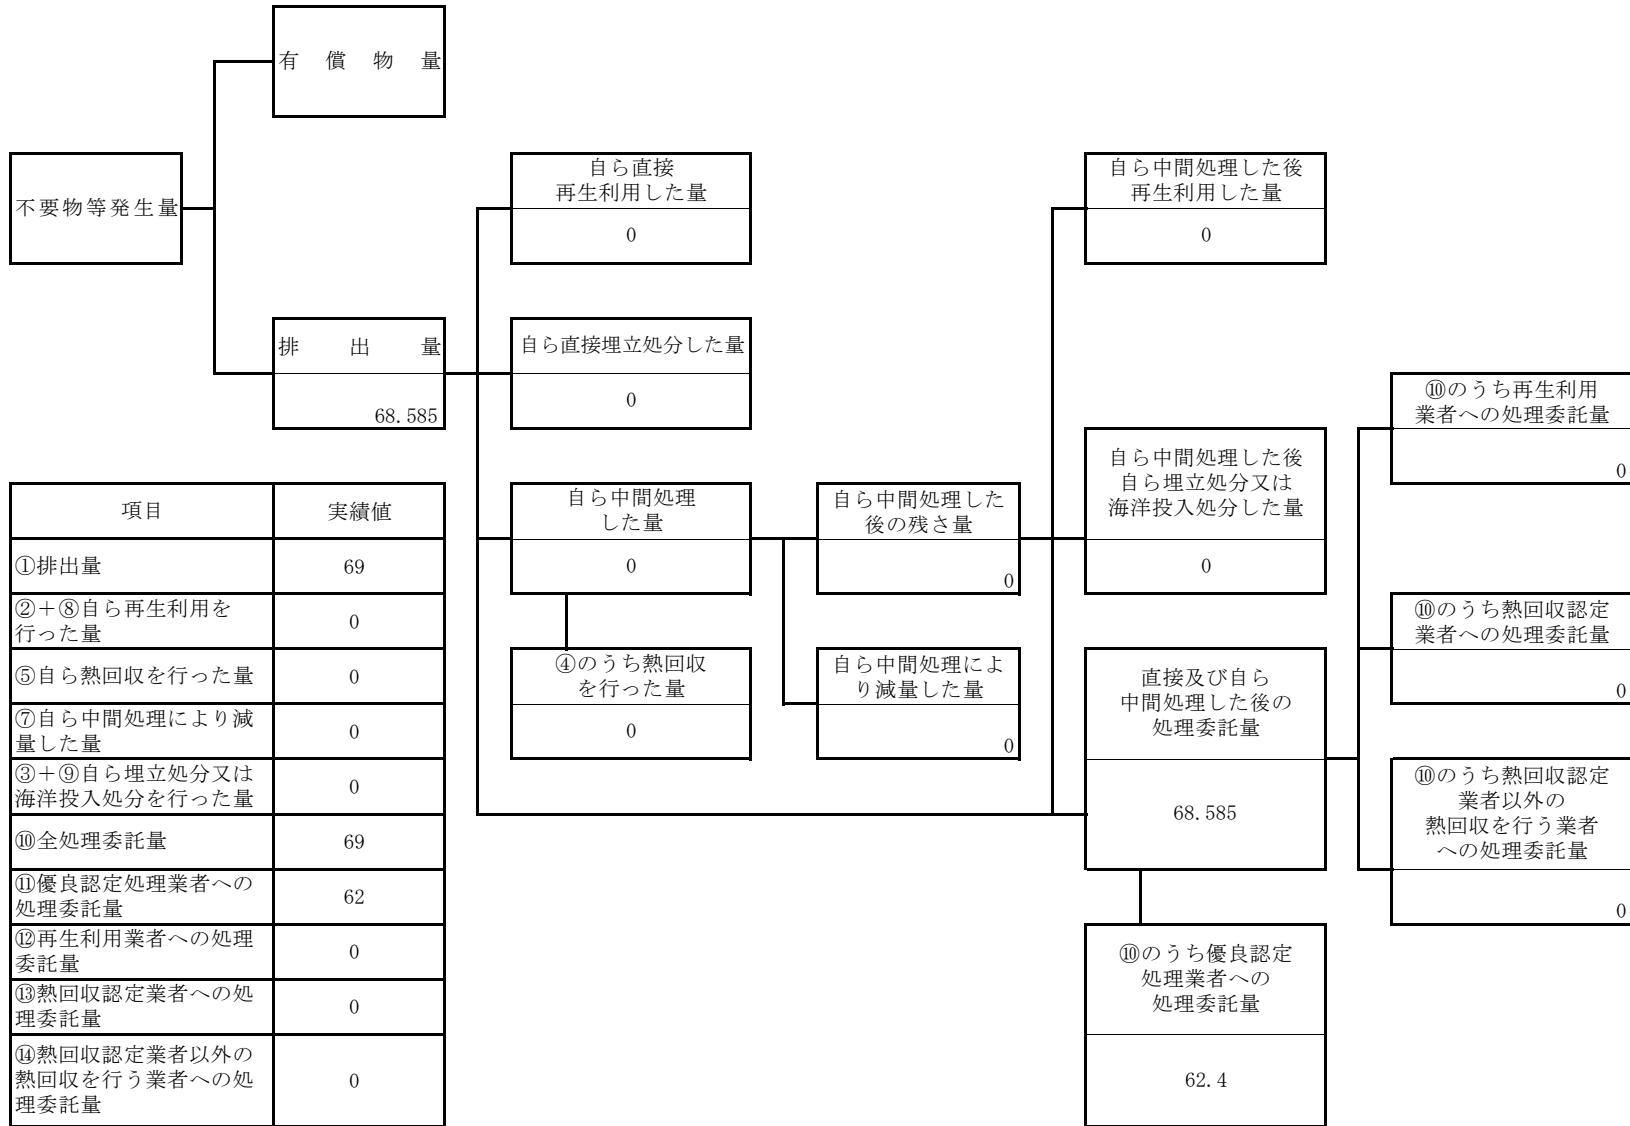 有償物量
不要物等発生量
自ら直接
再生利用した量
0
自ら中間処理した後
再生利用した量
0
排出量
68.585
自ら直接埋立処分した量
0
⑩のうち再生利用
業者への処理委託量
0
自ら中間処理した後
自ら埋立処分又は
海洋投入処分した量
0
自ら中間処理
した量
0
自ら中間処理した
後の残さ量
0
⑩のうち熱回収認定
業者への処理委託量
0
④のうち熱回収
を行った量
0
自ら中間処理によ
り減量した量
0
直接及び自ら
中間処理した後の
処理委託量
68.585
⑩のうち熱回収認定
業者以外の
熱回収を行う業者
への処理委託量
0
⑩のうち優良認定
処理業者への
処理委託量
62.4
項目 実績値
①排出量 69
②+⑧自ら再生利用を
行った量 0
⑤自ら熱回収を行った量 0
⑦自ら中間処理により減
量した量 0
③+⑨自ら埋立処分又は
海洋投入処分を行った量 0
⑩全処理委託量 69
⑪優良認定処理業者への
処理委託量 62
⑫再生利用業者への処理
委託量 0
⑬熱回収認定業者への処
理委託量 0
⑭熱回収認定業者以外の
熱回収を行う業者への処
理委託量 0